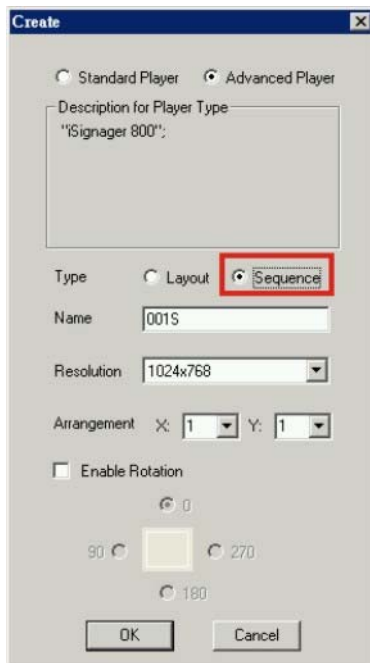 Create
Standard Player Advanced Player
Description for Player Type
"iSignager 800";
Type Layout Sequence
Name 001S
Resolution 1024x768
Arrangement X: 1 Y: 1
Enable Rotation
0
90 270
180
OK Cancel